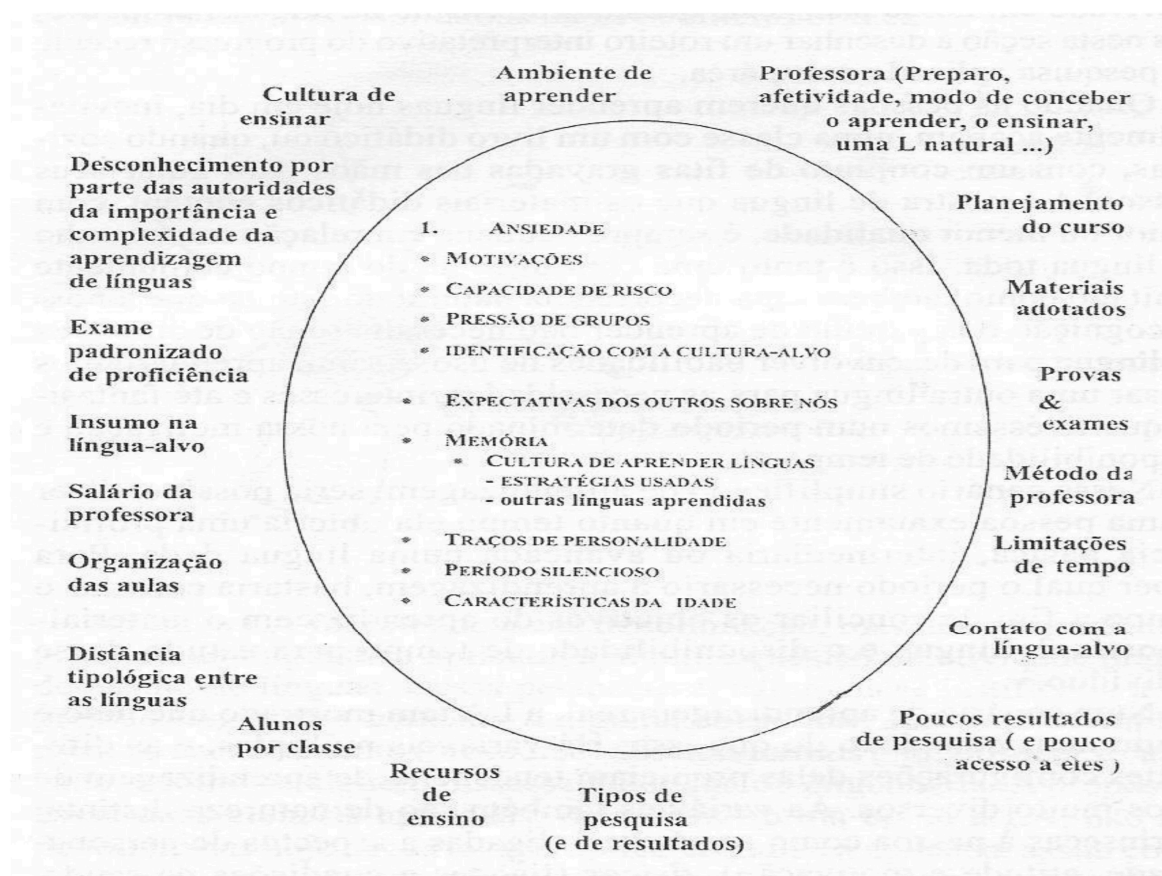 Ambiente de
aprender
Professora (Preparo,
afetividade, modo de conceber
o aprender, o ensinar,
uma L natural ...)
Planejamento
do curso
Materiais
adotados
Provas
&
exames
Método da
professora
Limitações
de tempo
Contato com a
língua-alvo
Poucos resultados
de pesquisa ( e pouco
acesso a eles )
Tipo de
pesquisa
(e de resultados)
Recursos
de
ensino
Alunos
por classe
Distância
tipológica entre
as línguas
Organização
das aulas
Salário da
professora
Insumo na
língua-alvo
Exame
padronizado
de proficiência
Desconhecimento por
parte das autoridades
da importância e
complexidade da
aprendizagem
de línguas
Cultura de
ensinar
1. ANSIEDADE
• MOTIVAÇÕES
• CAPACIDADE DE RISCO
• PRESSÃO DE GRUPOS
• IDENTIFICAÇÃO COM A CULTURA-ALVO
• EXPECTATIVA DOS OUTROS SOBRE NÓS
• MEMÓRIA
• CULTURA DE APRENDER LÍNGUAS
- ESTRATÉGIAS USADAS
- outras línguas aprendidas
• TRAÇOS DE PERSONALIDADE
• PERÍODO SILENCIOSO
• CARACTERÍSTICAS DA IDADE